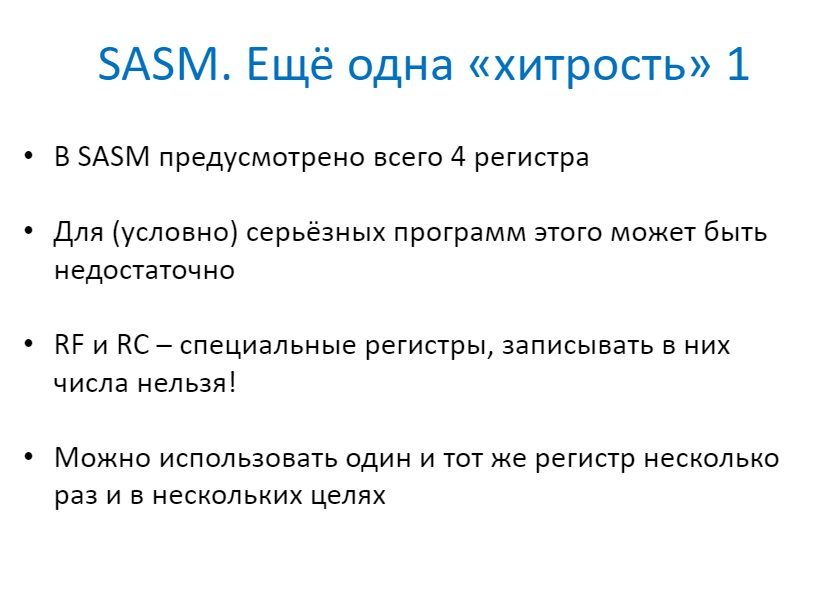 SASM. Ещё одна «хитрость» 1
• В SASM предусмотрено всего 4 регистра
• Для (условно) серьёзных программ этого может быть
недостаточно
• RF и RC – специальные регистры, записывать в них
числа нельзя!
• Можно использовать один и тот же регистр несколько
раз и в нескольких целях